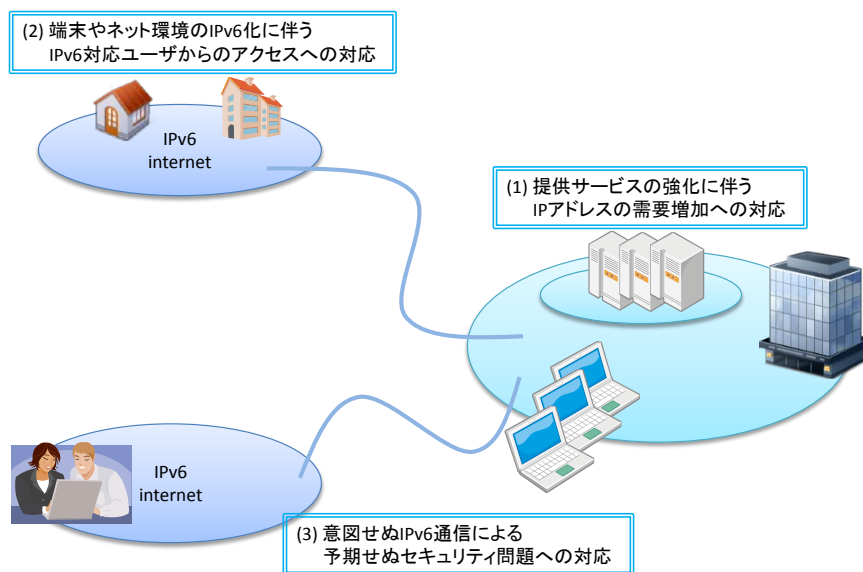 (2) 端末やネット環境のIPv6化に伴う
IPv6対応ユーザからのアクセスへの対応
IPv6
internet
(1) 提供サービスの強化に伴う
IPアドレスの需要増加への対応
IPv6
internet
(3) 意図せぬIPv6通信による
予期せぬセキュリティ問題への対応